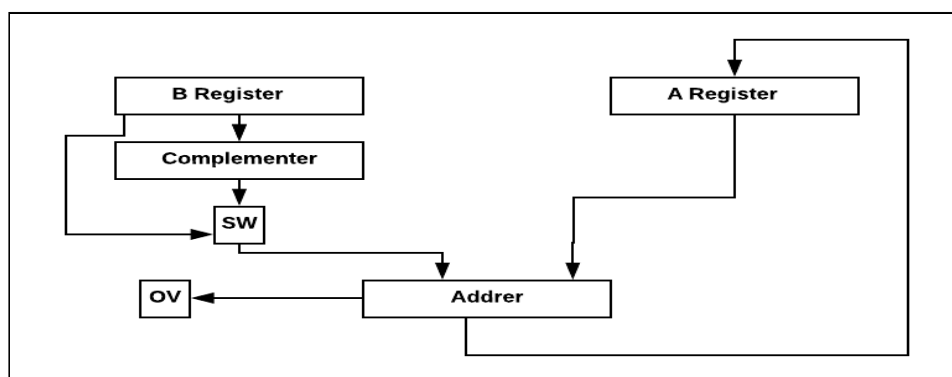 B Register
A Register
Complementer
SW
OV
Addrer